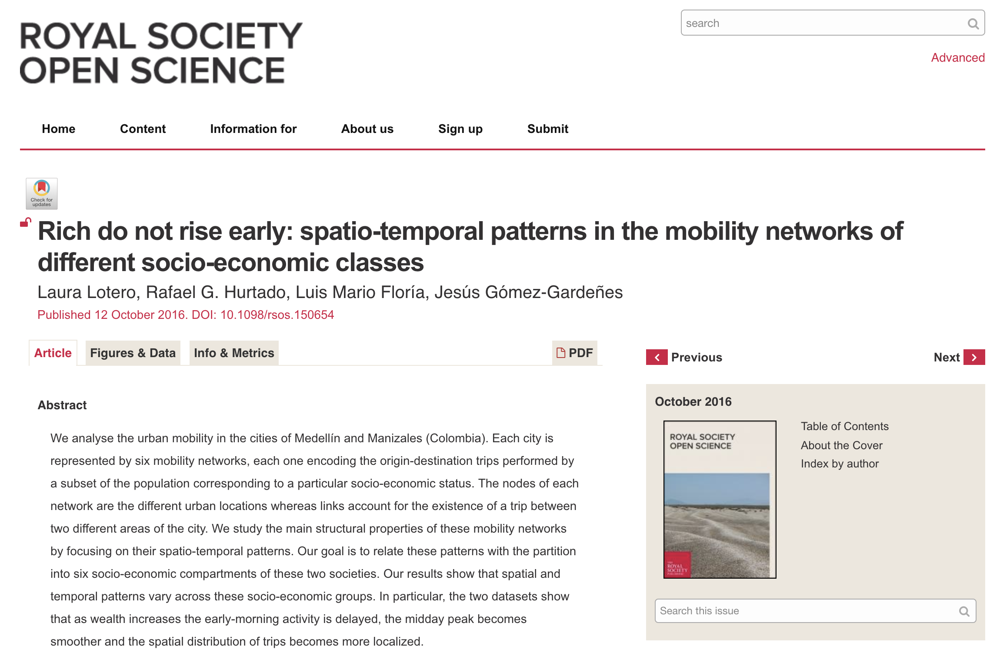 ROYAL SOCIETY
OPEN SCIENCE
search
Advanced
Home Content Information for About us Sign up Submit
Check for
updates
Rich do not rise early: spatio-temporal patterns in the mobility networks of
different socio-economic classes
Laura Lotero, Rafael G. Hurtado, Luis Mario Floría, Jesús Gómez-Gardeñes
Published 12 October 2016. DOI: 10.1098/rsos.150654
Article Figures & Data Info & Metrics PDF
Abstract
We analyse the urban mobility in the cities of Medellín and Manizales (Colombia). Each city is
represented by six mobility networks, each one encoding the origin-destination trips performed by
a subset of the population corresponding to a particular socio-economic status. The nodes of each
network are the different urban locations whereas links account for the existence of a trip between
two different areas of the city. We study the main structural properties of these mobility networks
by focusing on their spatio-temporal patterns. Our goal is to relate these patterns with the partition
into six socio-economic compartments of these two societies. Our results show that spatial and
temporal patterns vary across these socio-economic groups. In particular, the two datasets show
that as wealth increases the early-morning activity is delayed, the midday peak becomes
smoother and the spatial distribution of trips becomes more localized.
Previous Next
October 2016
ROYAL SOCIETY
OPEN SCIENCE
THE
ROYAL
SOCIETY
Table of Contents
About the Cover
Index by author
Search this issue